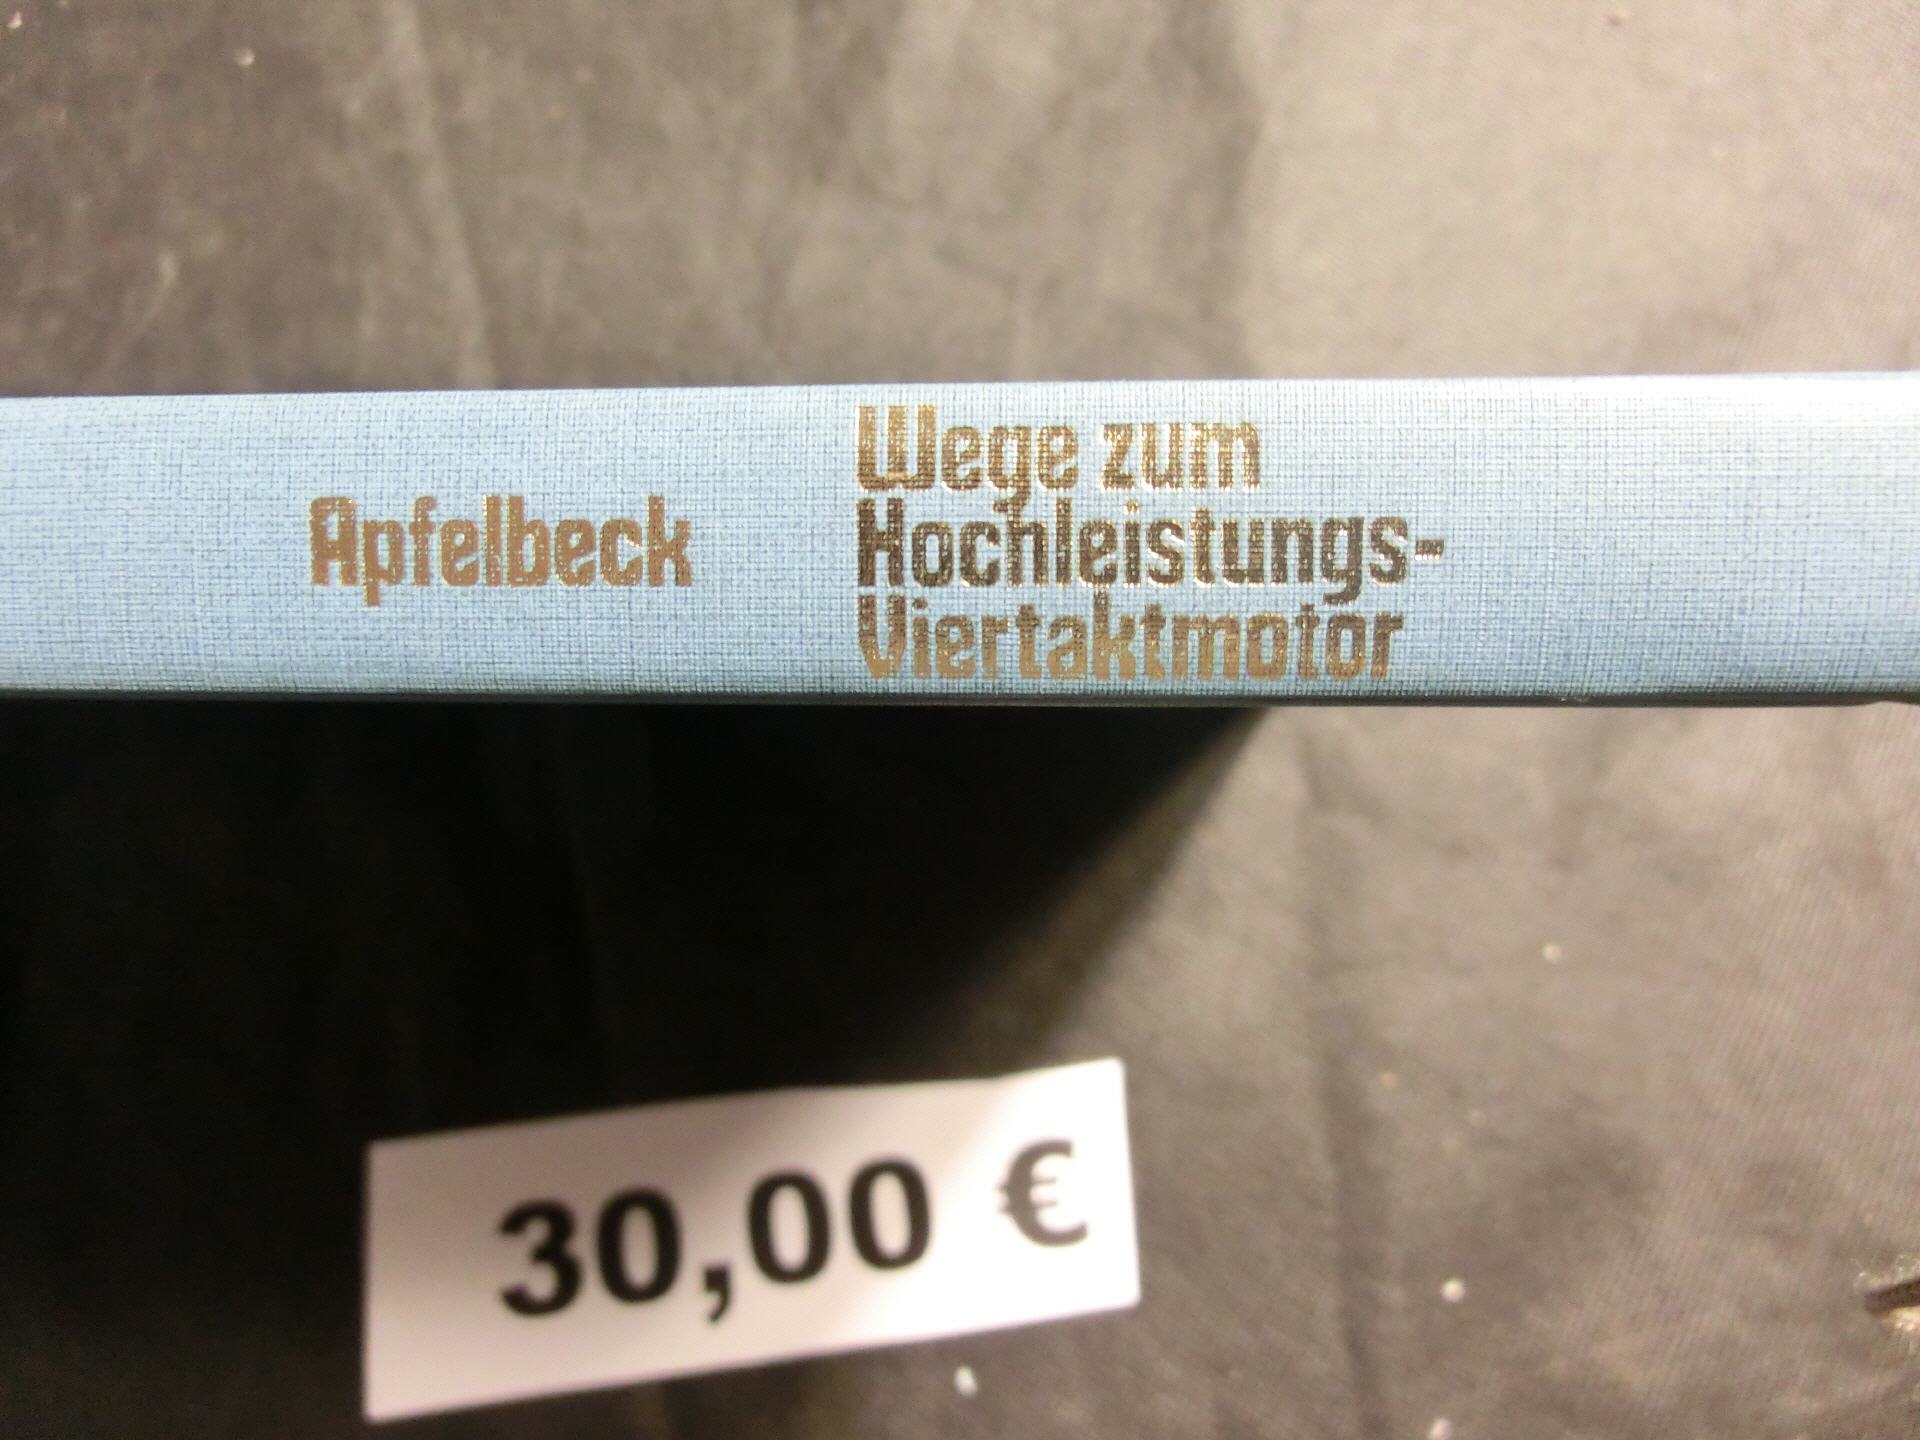 Apfelbeck
Wege zum
Hochleistungs-
Viertaktmotor
30,00 €